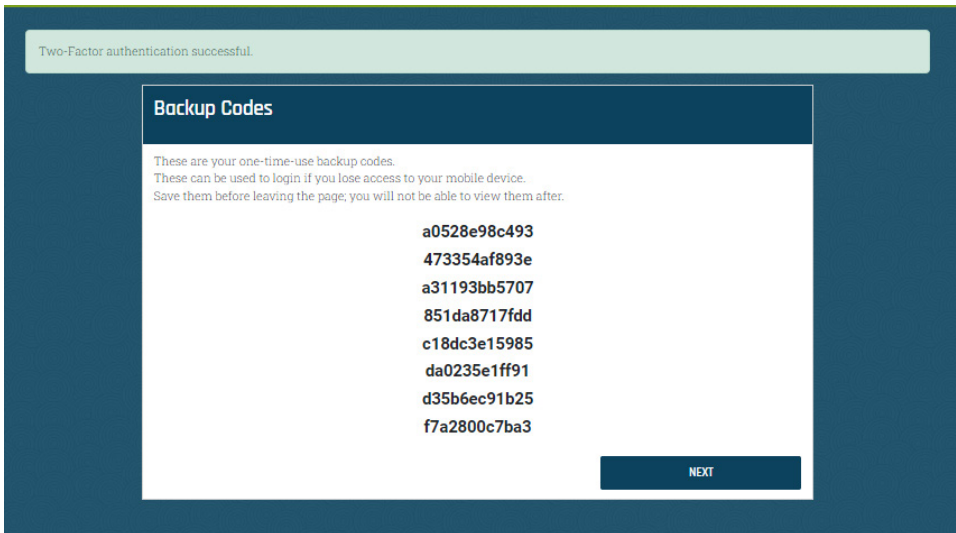 Two-Factor authentication successful.
Backup Codes
These are your one-time-use backup codes.
These can be used to login if you lose access to your mobile device.
Save them before leaving the page; you will not be able to view them after.
a0528e98c493
473354af893e
a31193bb5707
851da8717fdd
c18dc3e15985
da0235e1ff91
d35b6ec91b25
f7a2800c7ba3
NEXT